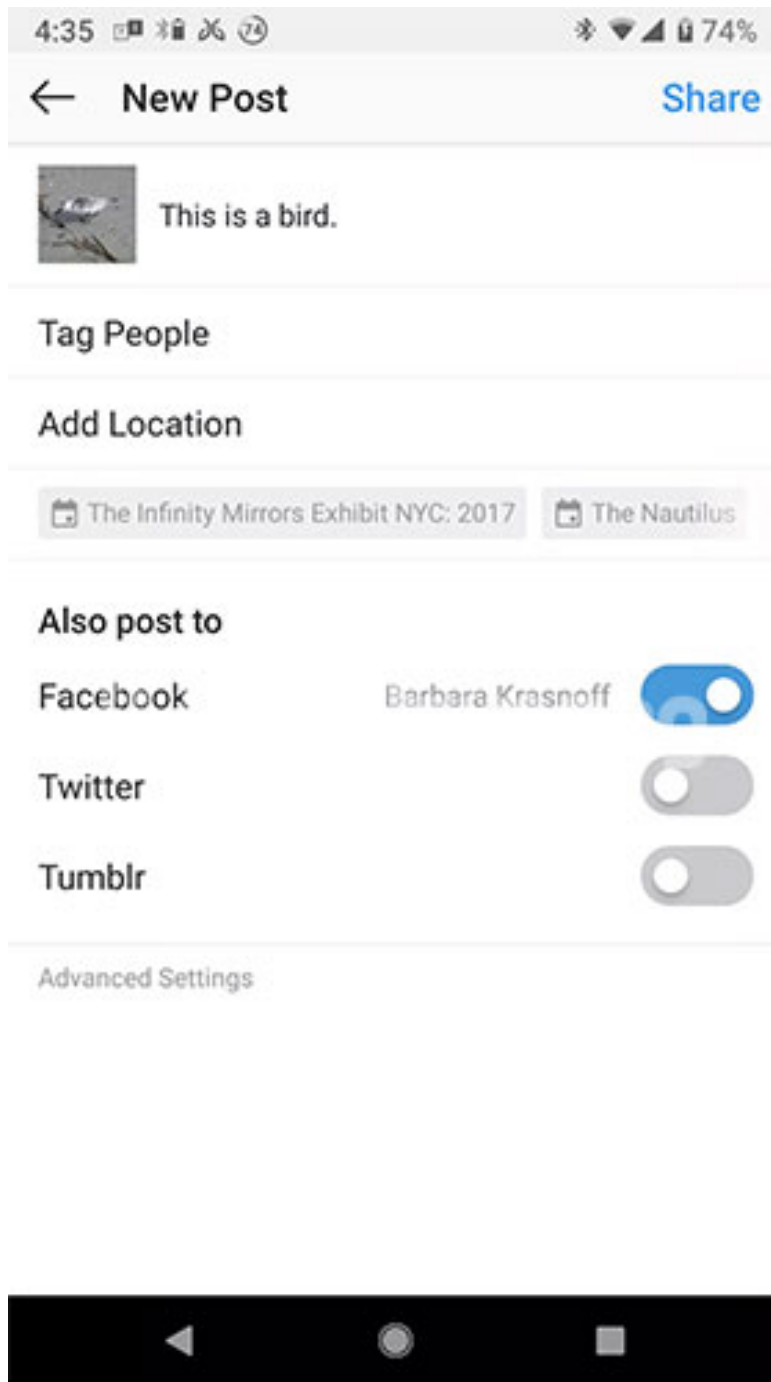 4:35 74 74%
New Post Share
This is a bird.
Tag People
Add Location
The Infinity Mirrors Exhibit NYC: 2017 The Nautilus
Also post to
Facebook Barbara Krasnoff
Twitter
Tumblr
Advanced Settings